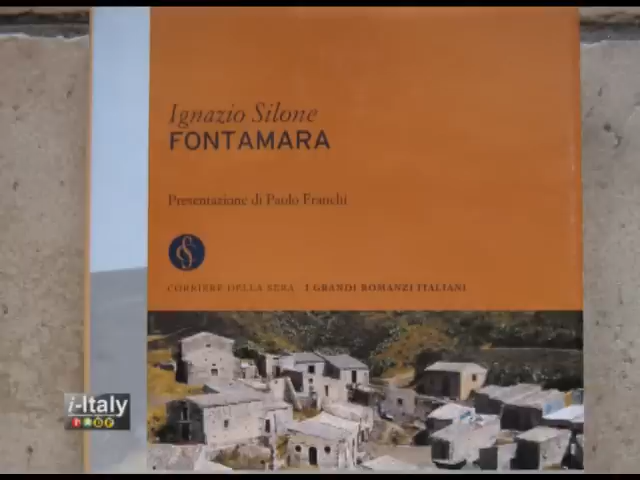 Ignazio Silone
FONTAMARA
Presentazione di Paolo Franchi
CORRIERE DELLA SERA I GRANDI ROMANZI ITALIANI
i-Italy